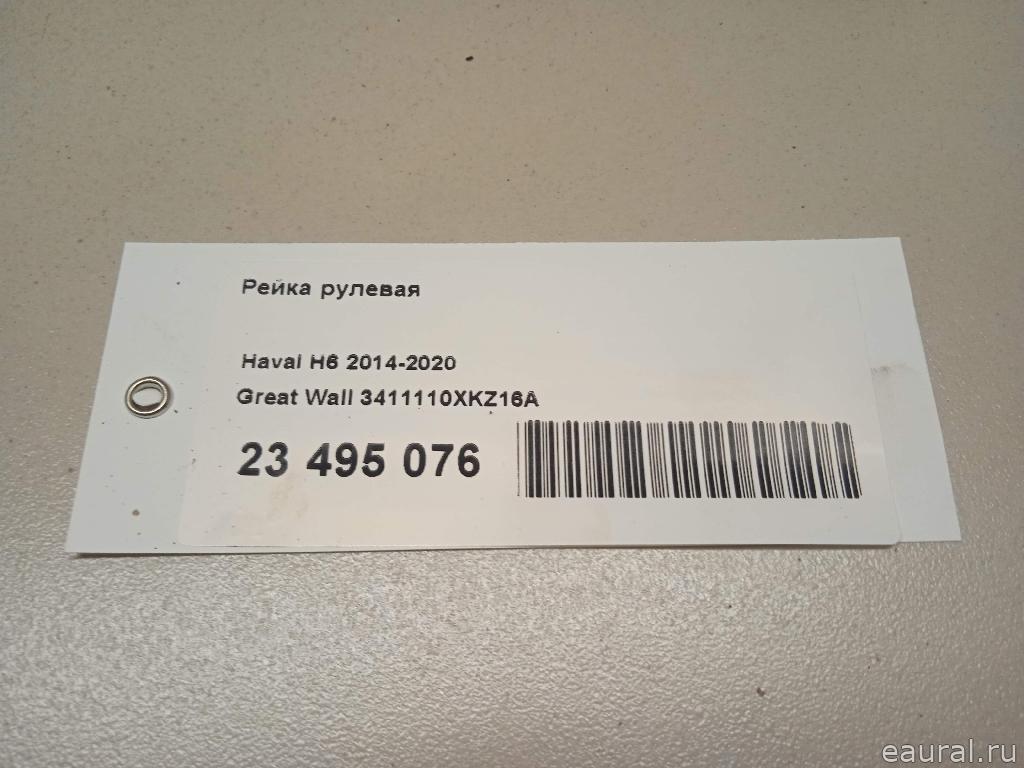 Рейка рулевая
Haval H6 2014-2020
Great Wall 3411110XKZ16A
23 495 076
eaural.ru